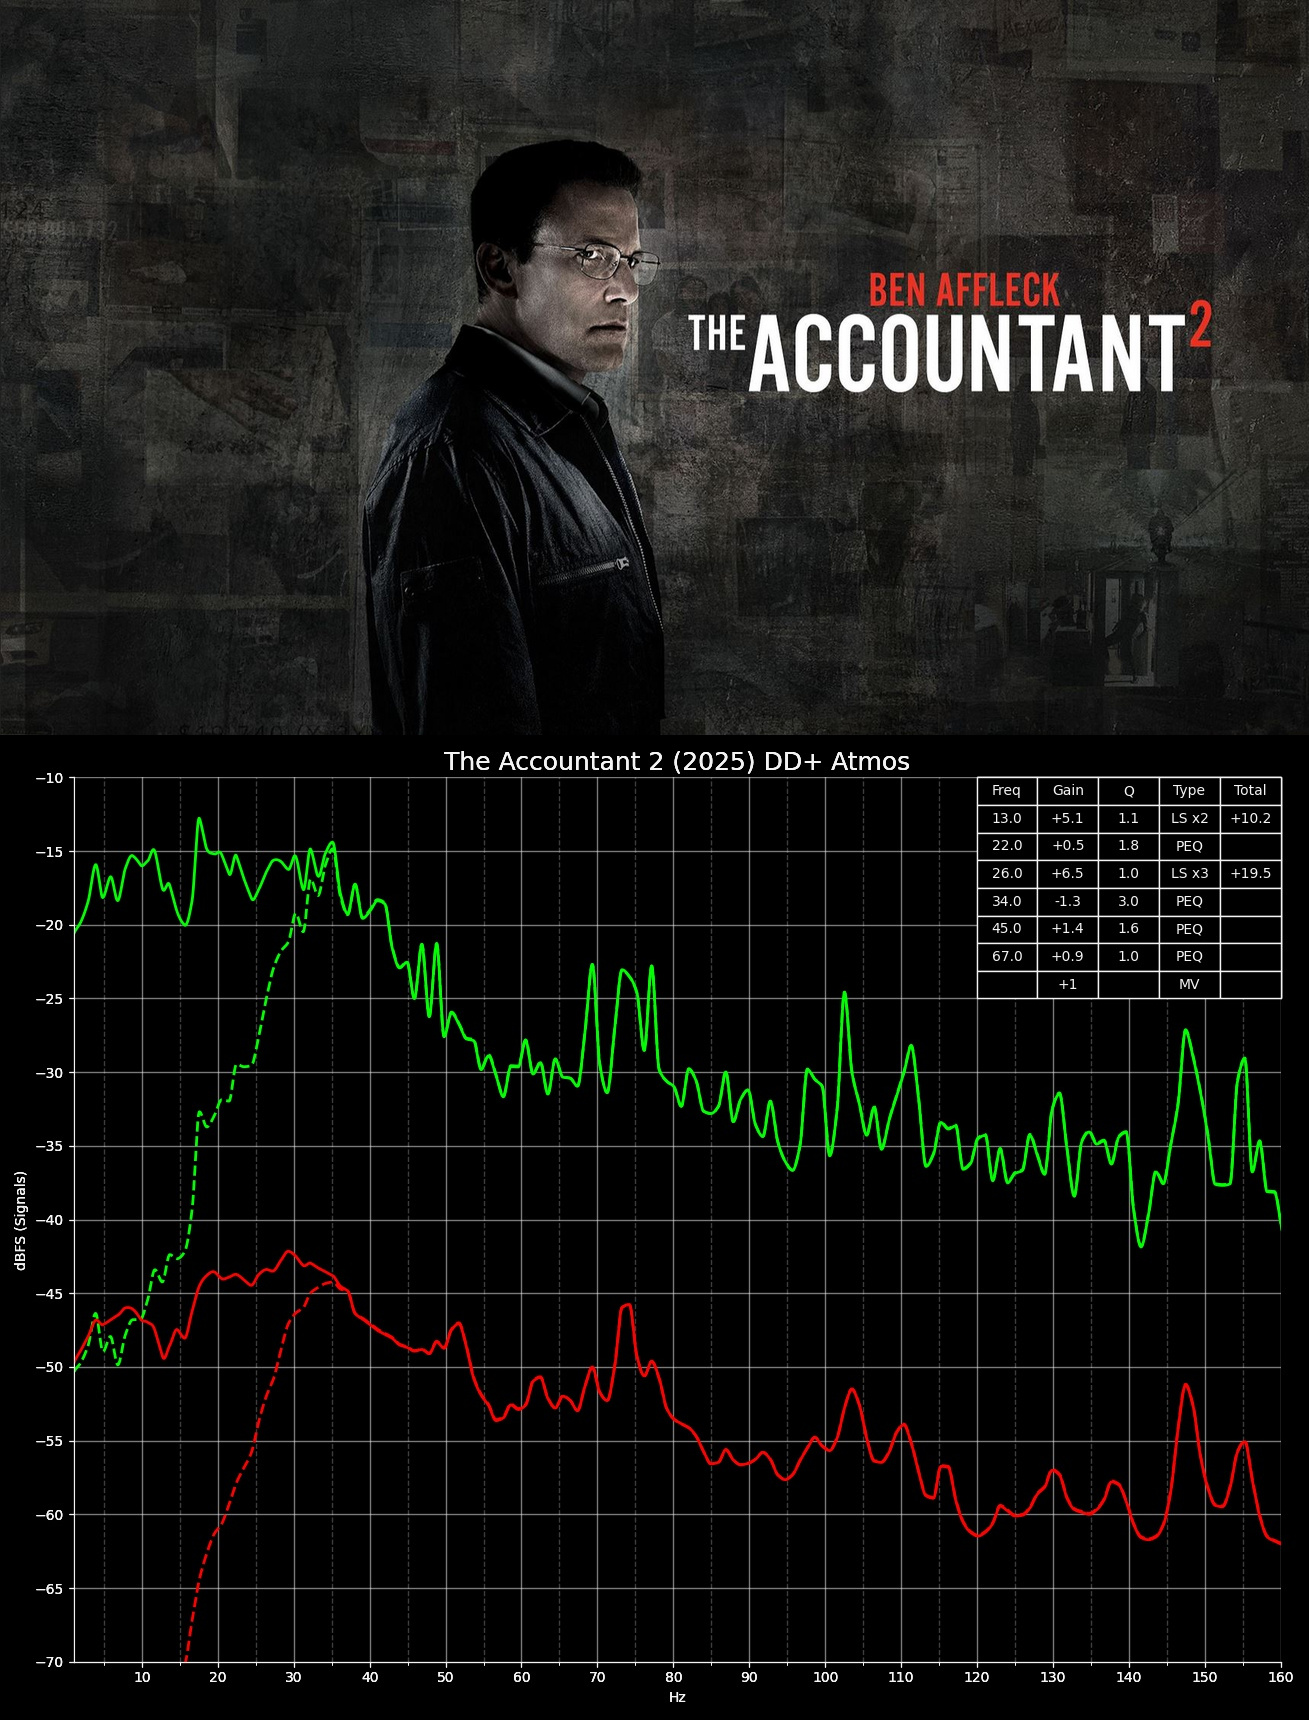 BEN AFFLECK
THE ACCOUNTANT 2
The Accountant 2 (2025) DD+ Atmos
Freq Gain Q Type Total
13.0 +5.1 1.1 LS x2 +10.2
22.0 +0.5 1.8 PEQ
26.0 +6.5 1.0 LS x3 +19.5
34.0 -1.3 3.0 PEQ
45.0 +1.4 1.6 PEQ
67.0 +0.9 1.0 PEQ
+1 MV
−10
−15
−20
−25
−30
−35
−40
−45
−50
−55
−60
−65
−70
dBFS (Signals)
10 20 30 40 50 60 70 80 90 100 110 120 130 140 150 160
Hz